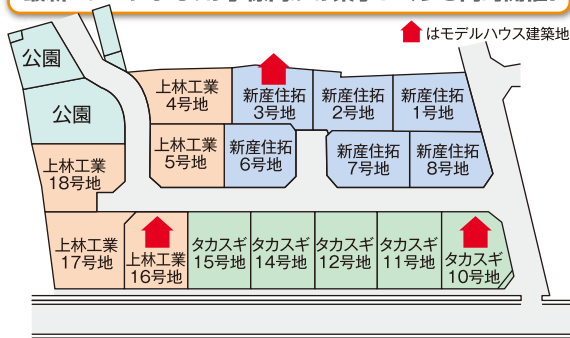 はモデルハウス建築地
公園
公園
上林工業
4号地
新産住拓
3号地
新産住拓
2号地
新産住拓
1号地
上林工業
5号地
新産住拓
6号地
新産住拓
7号地
新産住拓
8号地
上林工業
18号地
上林工業
17号地
上林工業
16号地
タカスギ
15号地
タカスギ
14号地
タカスギ
12号地
タカスギ
11号地
タカスギ
10号地